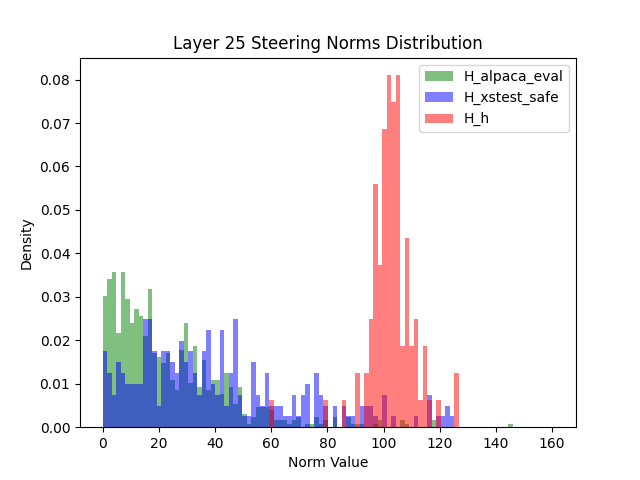 Layer 25 Steering Norms Distribution
H_alpaca_eval
H_xstest_safe
H_h
Density
0.08
0.07
0.06
0.05
0.04
0.03
0.02
0.01
0.00
0 20 40 60 80 100 120 140 160
Norm Value